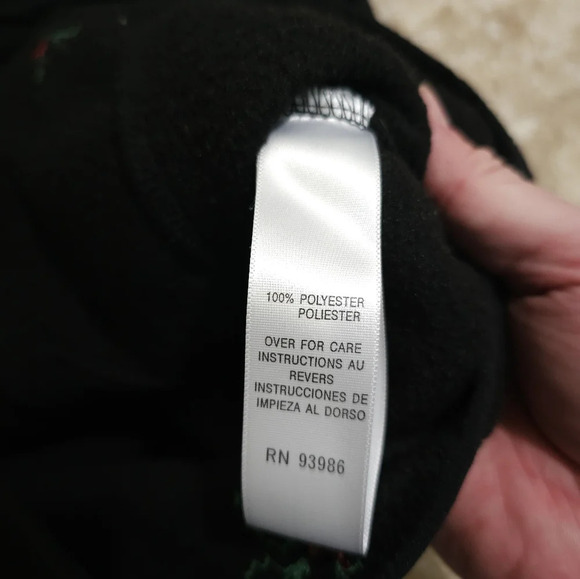 100% POLYESTER
POLIESTER
OVER FOR CARE
INSTRUCTIONS AU
REVERS
INSTRUCCIONES DE
IMPIEZA AL DORSO
RN 93986